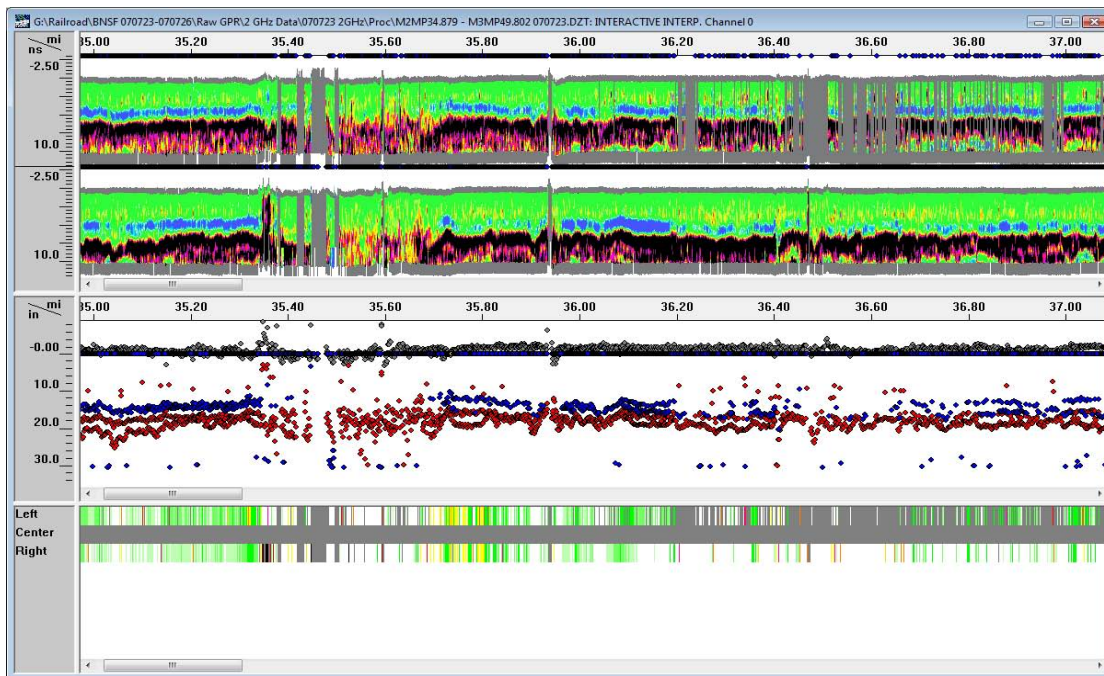 G:\Railroad\BNSF 070723-070726\Raw GPR\2 GHz Data\070723 2GHz\Proc\M2MP34.879 - M3MP49.802 070723.DZT: INTERACTIVE INTERP. Channel 0
ns mi 35.00 35.20 35.40 35.60 35.80 36.00 36.20 36.40 36.60 36.80 37.00
-2.50
10.0
-2.50
10.0
in mi 35.00 35.20 35.40 35.60 35.80 36.00 36.20 36.40 36.60 36.80 37.00
-0.00
10.0
20.0
30.0
Left
Center
Right